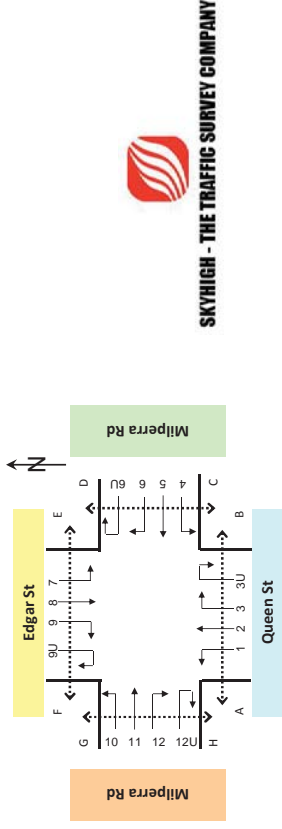 SKYHIGH - THE TRAFFIC SURVEY COMPANY
N
Edgar St
F
E
9U 9 8 7
G
D
10 11 12 12U
6U 6 5 4
Milperra Rd
Milperra Rd
H
C
A
B
1 2 3 3U
Queen St